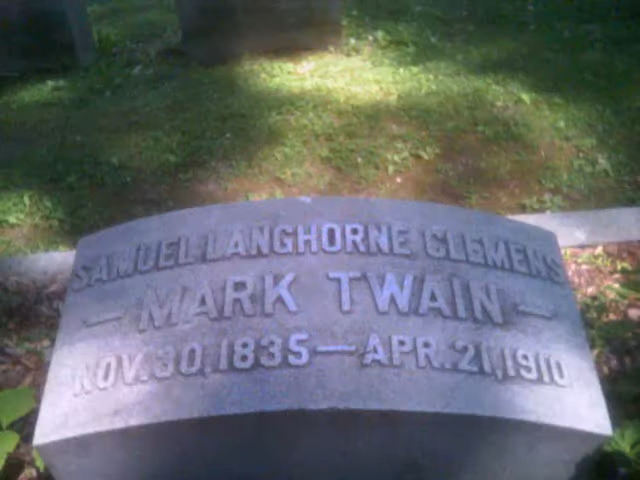 SAMUEL LANGHORNE CLEMENS
— MARK TWAIN —
NOV. 30, 1835 — APR. 21, 1910